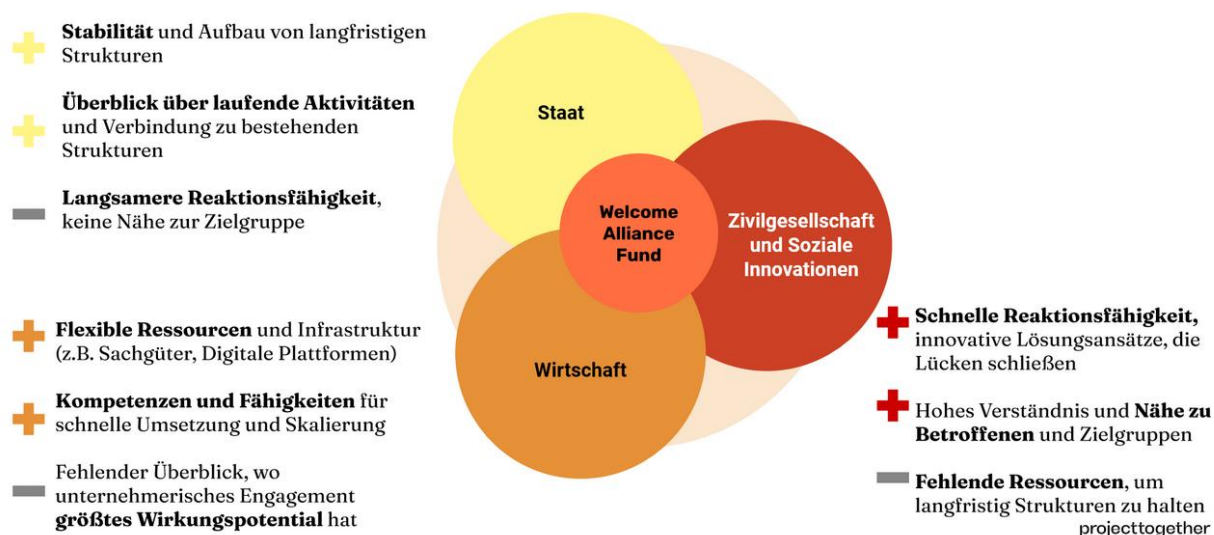 Stabilität und Aufbau von langfristigen
Strukturen
Überblick über laufende Aktivitäten
und Verbindung zu bestehenden
Strukturen
Langsamere Reaktionsfähigkeit,
keine Nähe zur Zielgruppe
Flexible Ressourcen und Infrastruktur
(z.B. Sachgüter, Digitale Plattformen)
Kompetenzen und Fähigkeiten für
schnelle Umsetzung und Skalierung
Fehlender Überblick, wo
unternehmerisches Engagement
größtes Wirkungspotential hat
Staat
Welcome
Alliance
Fund
Zivilgesellschaft
und Soziale
Innovationen
Wirtschaft
Schnelle Reaktionsfähigkeit,
innovative Lösungsansätze, die
Lücken schließen
Hohes Verständnis und Nähe zu
Betroffenen und Zielgruppen
Fehlende Ressourcen, um
langfristig Strukturen zu halten
projecttogether